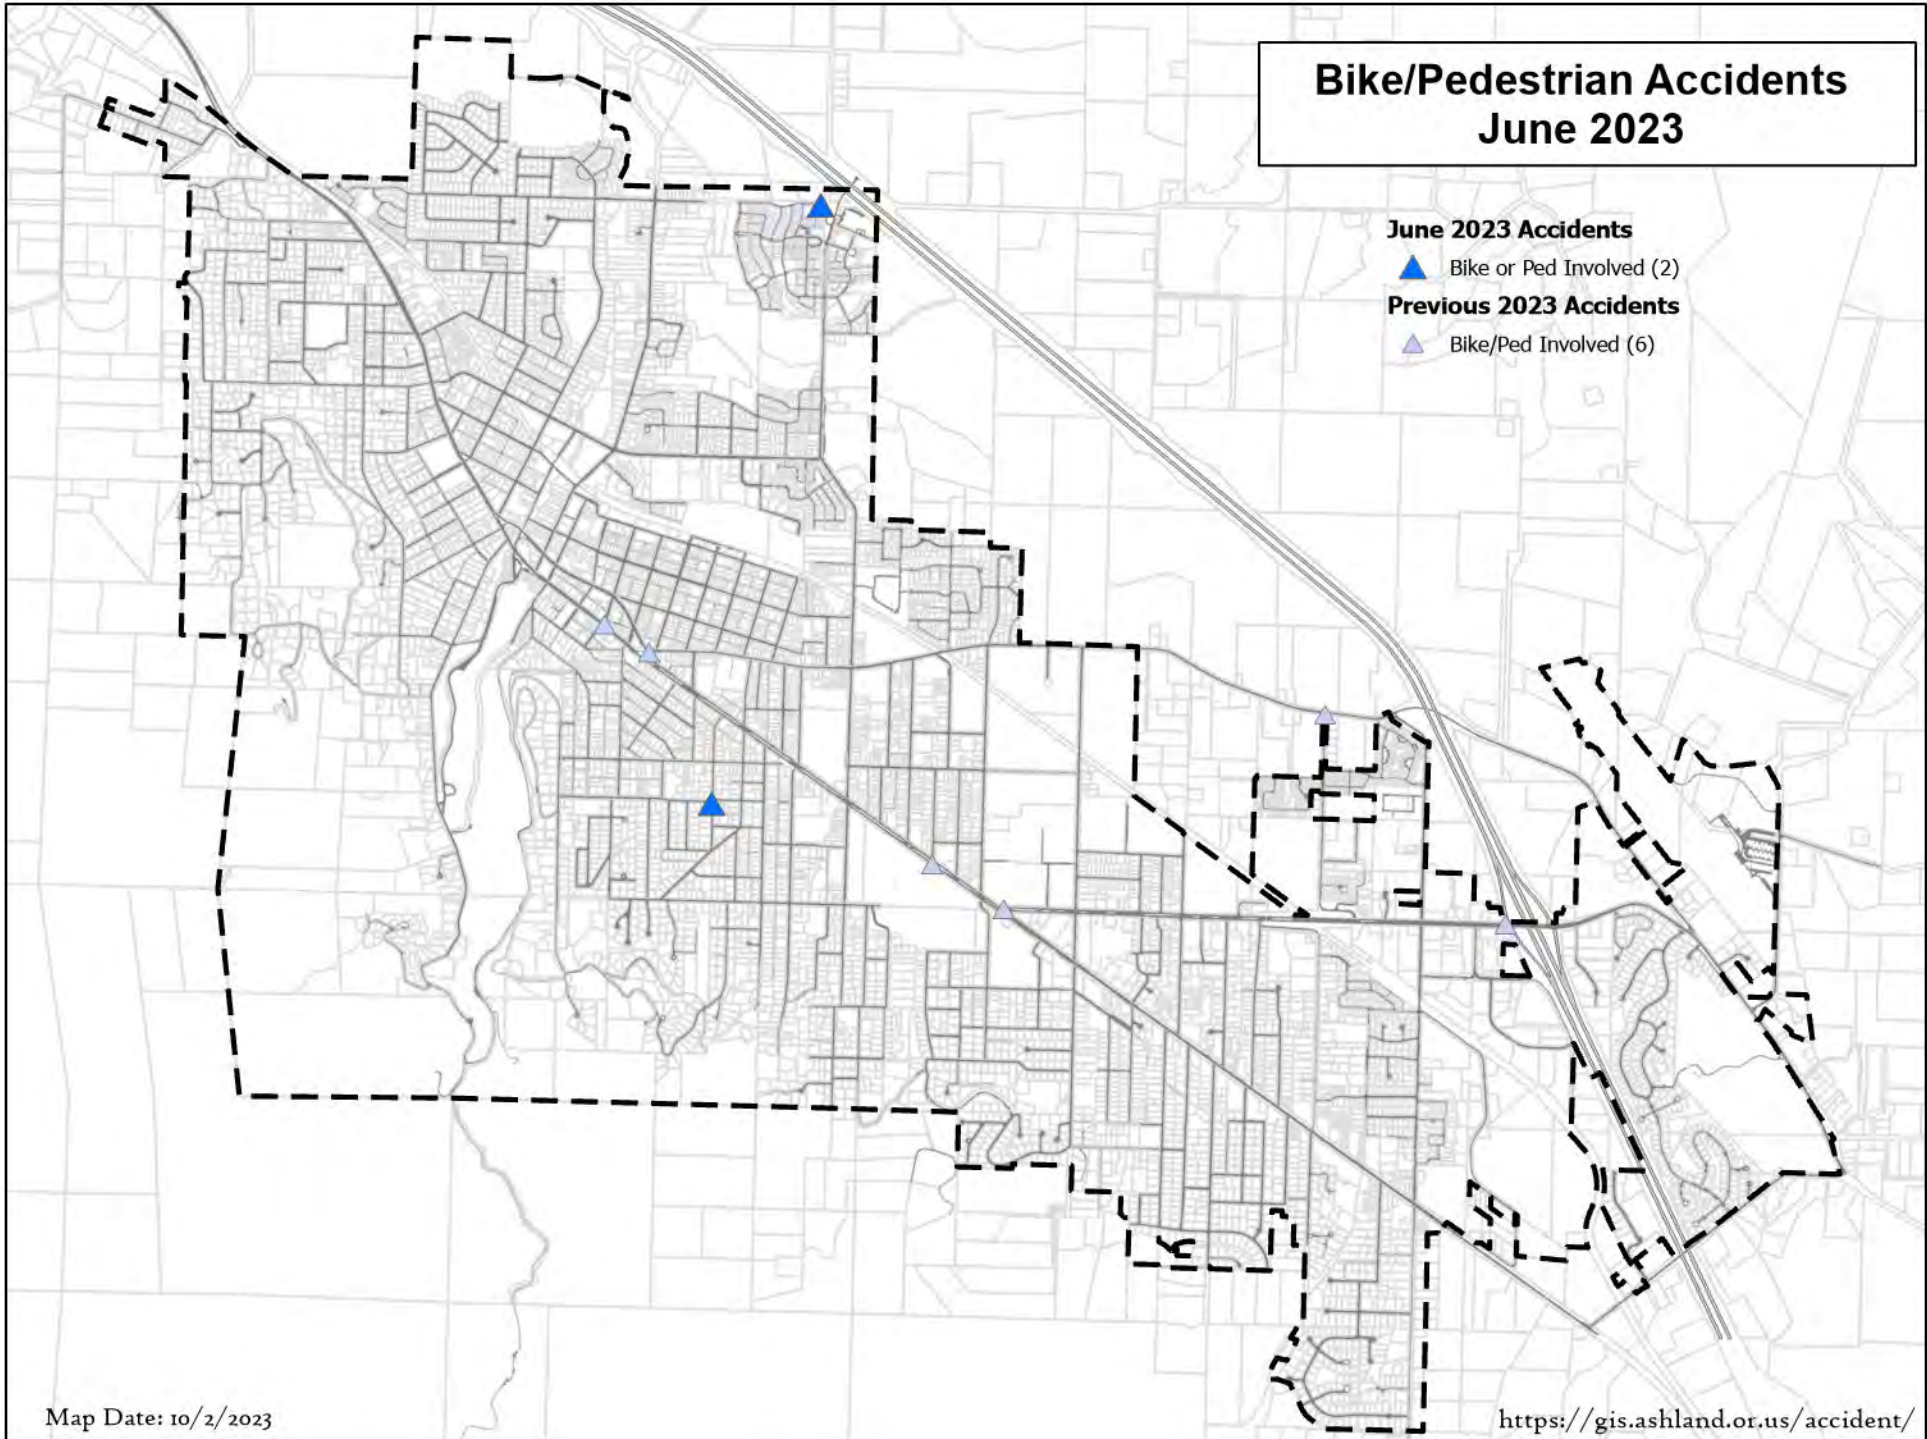 Bike/Pedestrian Accidents
June 2023
June 2023 Accidents
Bike or Ped Involved (2)
Previous 2023 Accidents
Bike/Ped Involved (6)
Map Date: 10/2/2023
https://gis.ashland.or.us/accident/